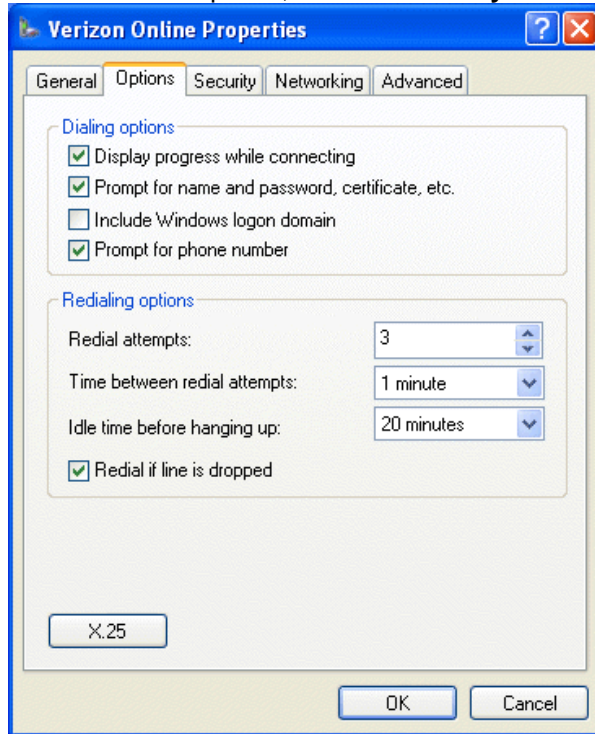 Verizon Online Properties
General Options Security Networking Advanced
Dialing options
Display progress while connecting
Prompt for name and password, certificate, etc.
Include Windows logon domain
Prompt for phone number
Redialing options
Redial attempts: 3
Time between redial attempts: 1 minute
Idle time before hanging up: 20 minutes
Redial if line is dropped
X.25
OK Cancel